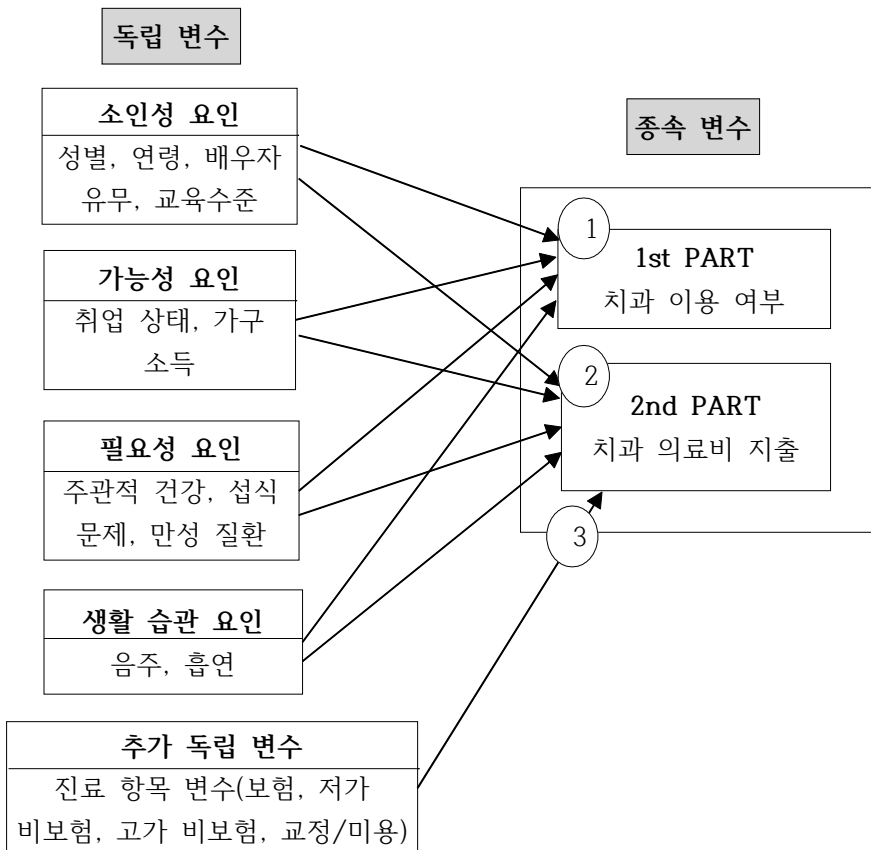 독립 변수
소인성 요인
성별, 연령, 배우자
유무, 교육수준
가능성 요인
취업 상태, 가구
소득
필요성 요인
주관적 건강, 섭식
문제, 만성 질환
생활 습관 요인
음주, 흡연
추가 독립 변수
진료 항목 변수(보험, 저가
비보험, 고가 비보험, 교정/미용)
종속 변수
1
1st PART
치과 이용 여부
2
2nd PART
치과 의료비 지출
3